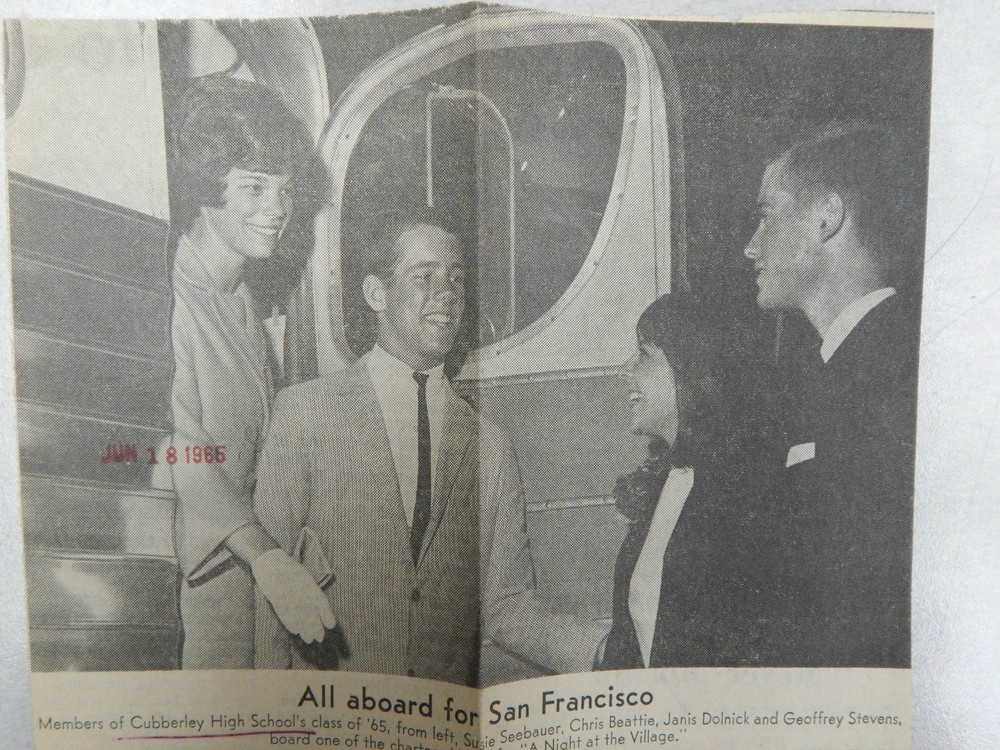 JUN 18 1965
All aboard for San Francisco
Members of Cubberley High School's class of '65, from left, Susie Seebauer, Chris Beattie, Janis Dolnick and Geoffrey Stevens,
board one of the "A Night at the Village."